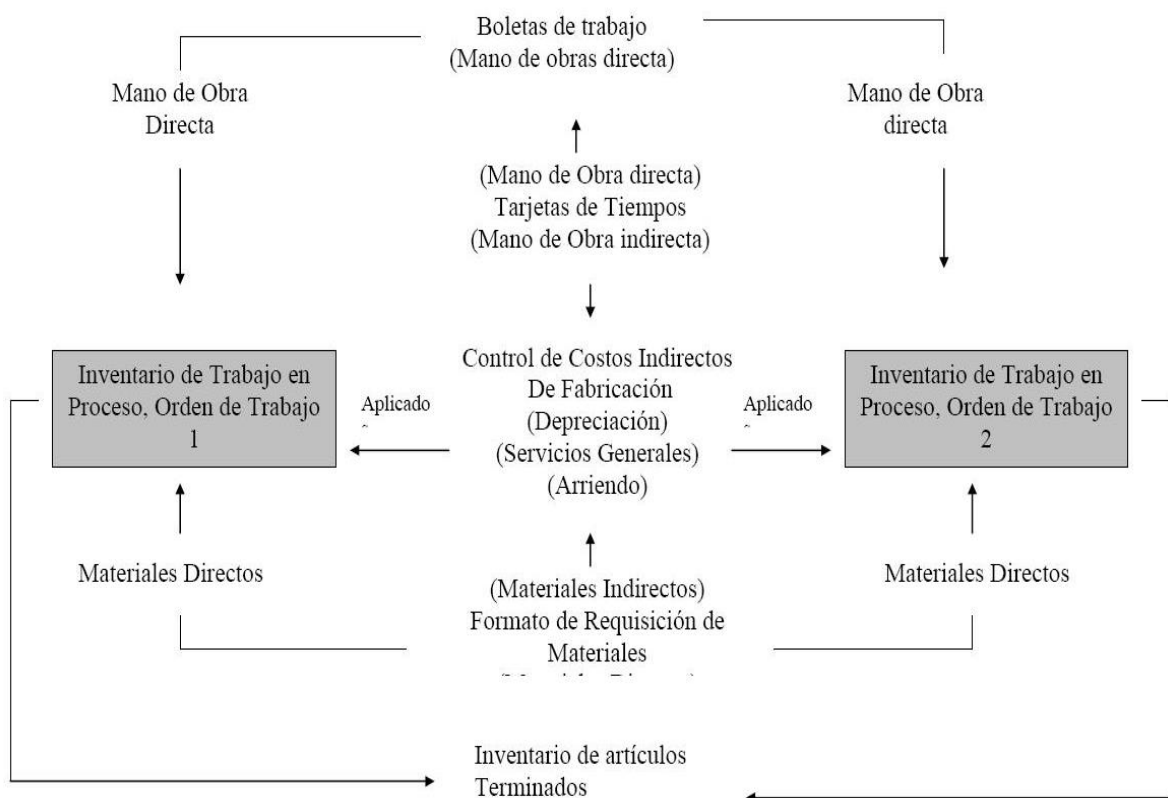 Boletas de trabajo
(Mano de obras directa)
Mano de Obra
Directa
Mano de Obra
directa
(Mano de Obra directa)
Tarjetas de Tiempos
(Mano de Obra indirecta)
Inventario de Trabajo en
Proceso, Orden de Trabajo
1
Aplicado
Control de Costos Indirectos
De Fabricación
(Depreciación)
(Servicios Generales)
(Arriendo)
Aplicado
Inventario de Trabajo en
Proceso, Orden de Trabajo
2
Materiales Directos
(Materiales Indirectos)
Formato de Requisición de
Materiales
Materiales Directos
Inventario de artículos
Terminados